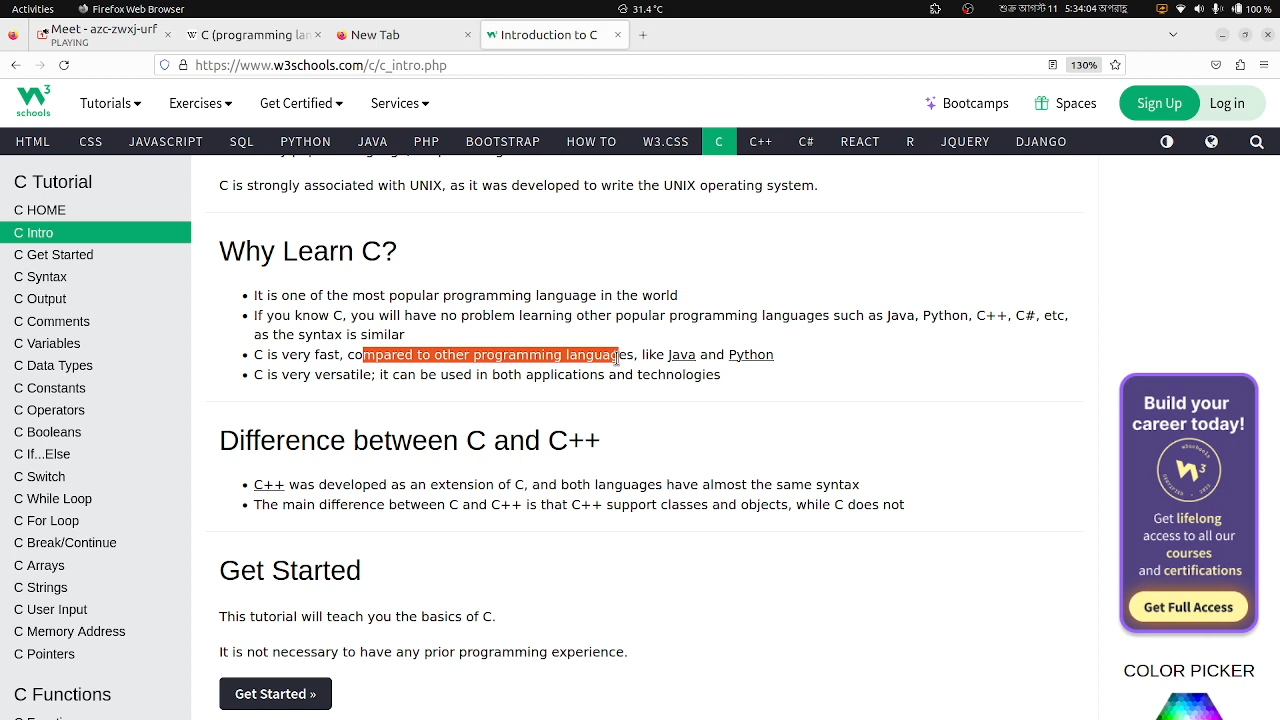 Activities Firefox Web Browser 31.4 °C শুক্র আগস্ট 11 5:34:04 অপরাহ্ণ 100 %
Meet - azc-zwxj-urf
PLAYING
C (programming lan
New Tab
Introduction to C
https://www.w3schools.com/c/c_intro.php 130%
W3 schools
Tutorials Exercises Get Certified Services Bootcamps Spaces Sign Up Log in
HTML CSS JAVASCRIPT SQL PYTHON JAVA PHP BOOTSTRAP HOW TO W3.CSS C C++ C# REACT R JQUERY DJANGO
C Tutorial
C HOME
C Intro
C Get Started
C Syntax
C Output
C Comments
C Variables
C Data Types
C Constants
C Operators
C Booleans
C If...Else
C Switch
C While Loop
C For Loop
C Break/Continue
C Arrays
C Strings
C User Input
C Memory Address
C Pointers
C Functions
C is strongly associated with UNIX, as it was developed to write the UNIX operating system.
Why Learn C?
• It is one of the most popular programming language in the world
• If you know C, you will have no problem learning other popular programming languages such as Java, Python, C++, C#, etc,
as the syntax is similar
• C is very fast, compared to other programming languages, like Java and Python
• C is very versatile; it can be used in both applications and technologies
Difference between C and C++
• C++ was developed as an extension of C, and both languages have almost the same syntax
• The main difference between C and C++ is that C++ support classes and objects, while C does not
Get Started
This tutorial will teach you the basics of C.
It is not necessary to have any prior programming experience.
Get Started »
Build your
career today!
Get lifelong
access to all our
courses
and certifications
Get Full Access
COLOR PICKER